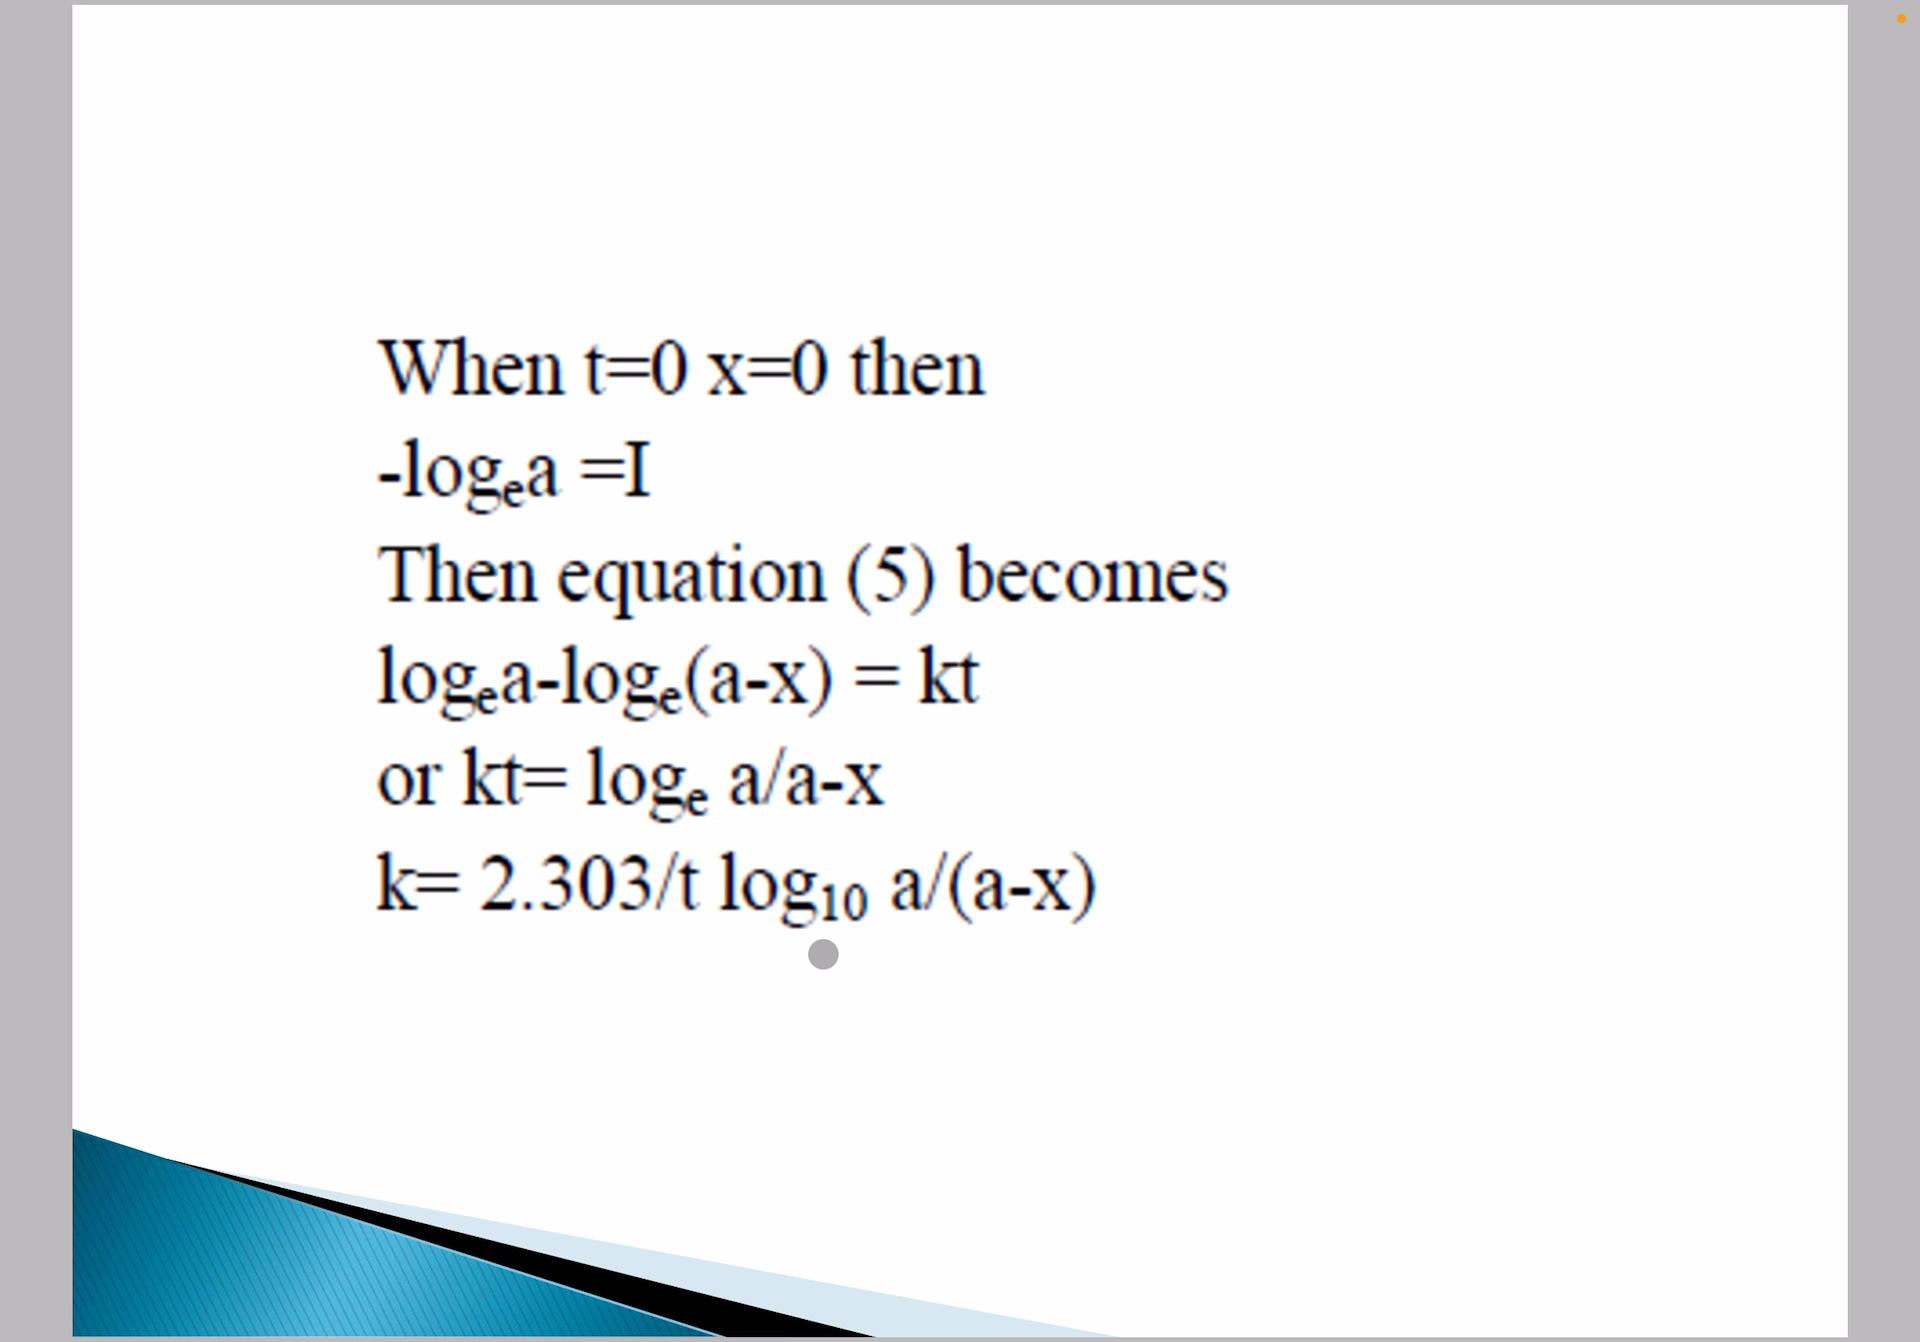 When t=0 x=0 then
-logₑa =I
Then equation (5) becomes
logₑa-logₑ(a-x) = kt
or kt= logₑ a/a-x
k= 2.303/t log₁₀ a/(a-x)